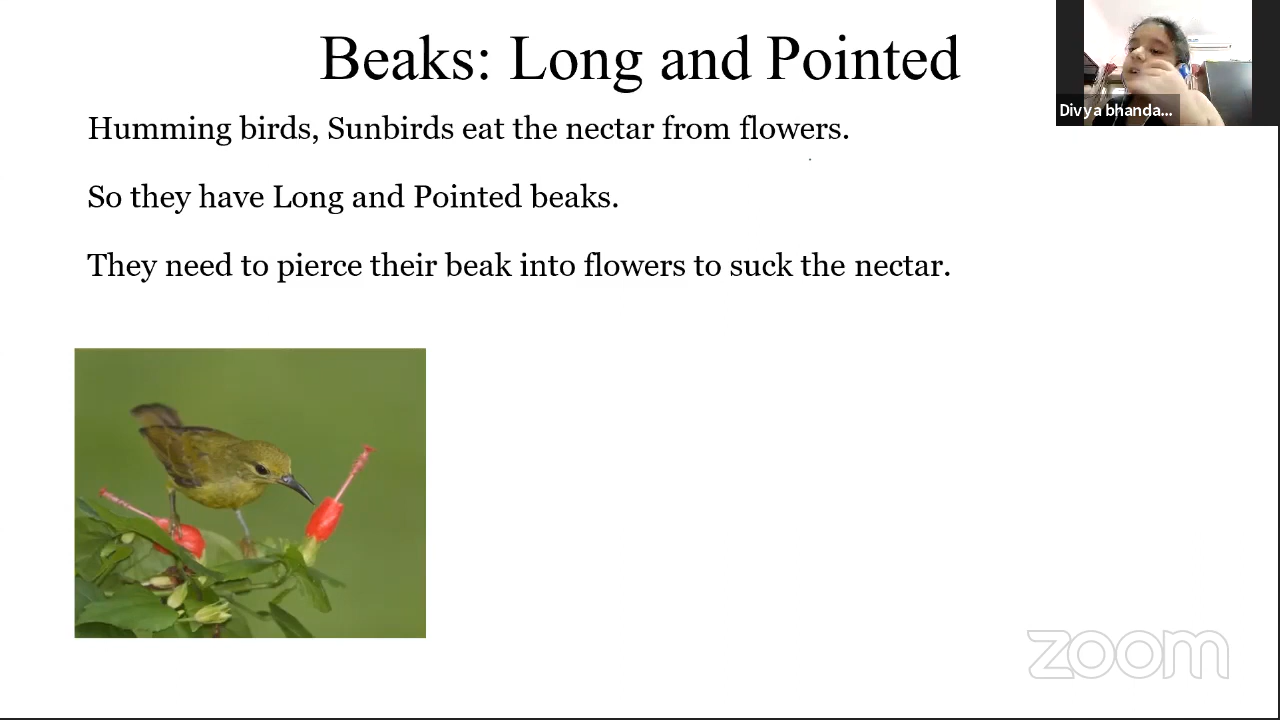 Beaks: Long and Pointed
Divya bhanda...
Humming birds, Sunbirds eat the nectar from flowers.
So they have Long and Pointed beaks.
They need to pierce their beak into flowers to suck the nectar.
zoom